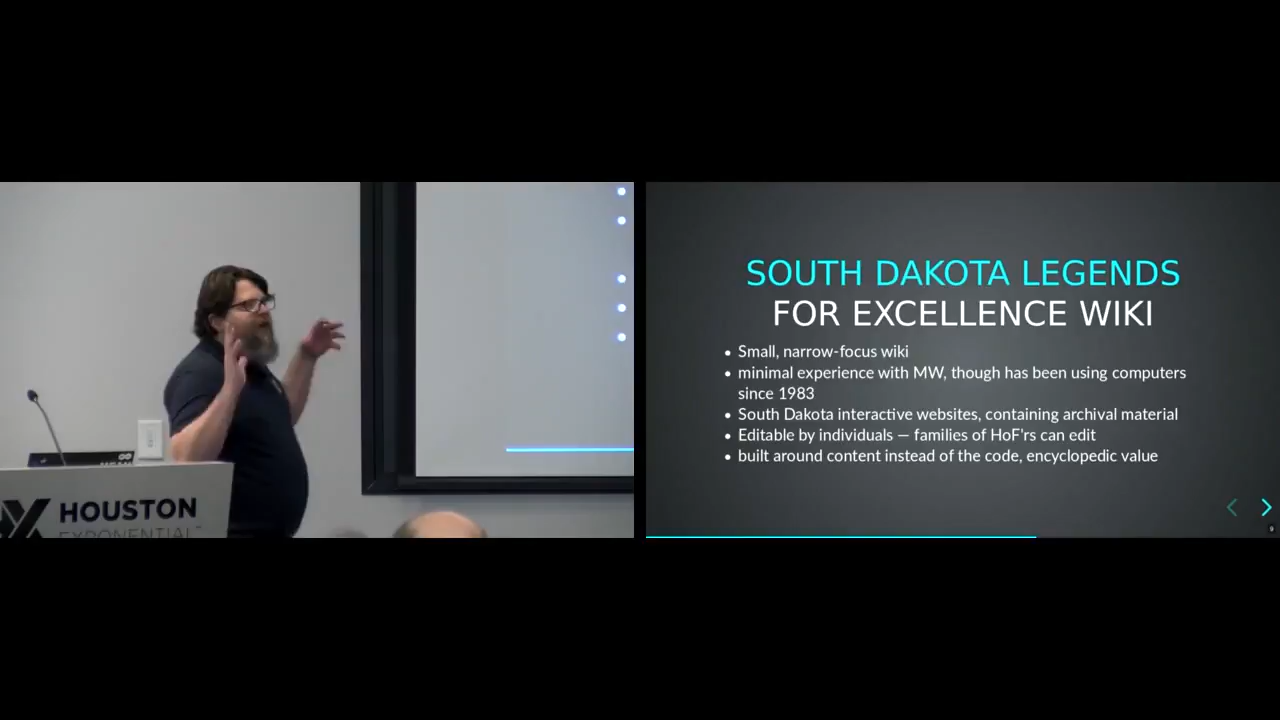 HOUSTON
EXPONENTIAL
SOUTH DAKOTA LEGENDS
FOR EXCELLENCE WIKI
Small, narrow-focus wiki
minimal experience with MW, though has been using computers
since 1983
South Dakota interactive websites, containing archival material
Editable by individuals — families of HoF'rs can edit
built around content instead of the code, encyclopedic value
9